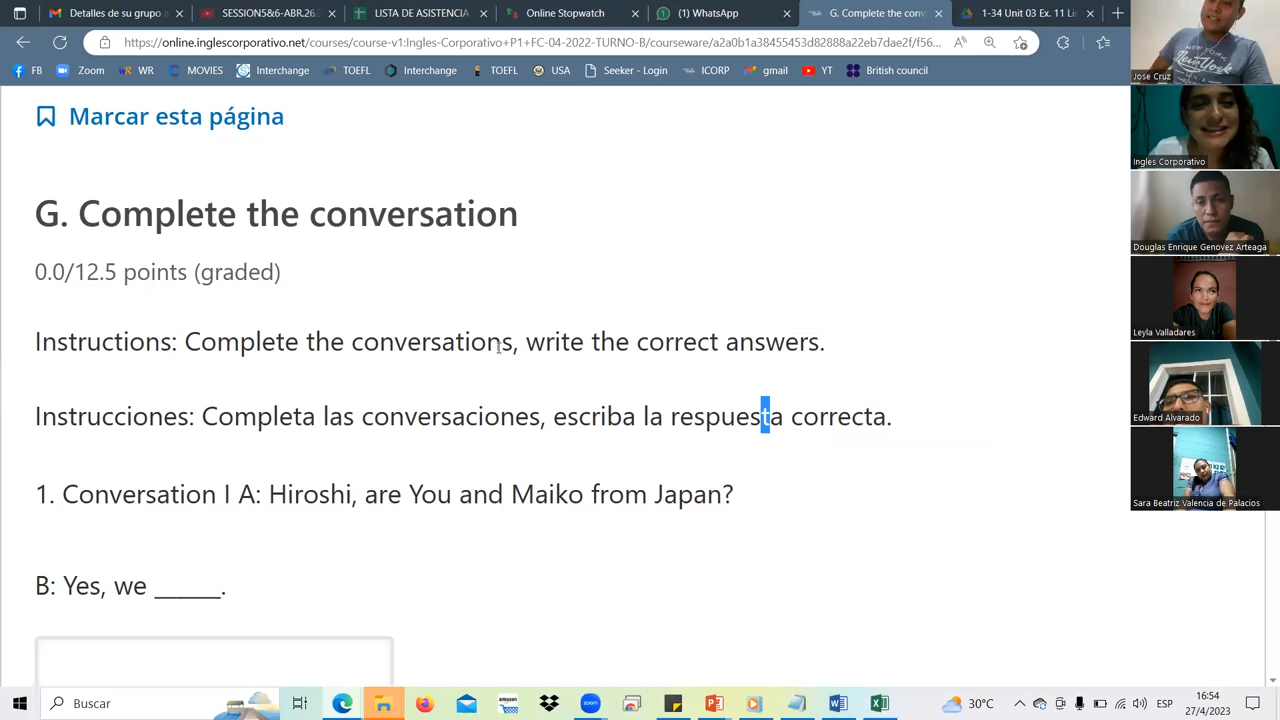 Detalles de su grupo a
SESSION5&6-ABR.26.2
LISTA DE ASISTENCIA
Online Stopwatch
(1) WhatsApp
G. Complete the conv
1-34 Unit 03 Ex. 11 Lis
https://online.inglescorporativo.net/courses/course-v1:Ingles-Corporativo+P1+FC-04-2022-TURNO-B/courseware/a2a0b1a38455453d82888a22eb7dae2f/f56...
FB
Zoom
WR
MOVIES
Interchange
TOEFL
Interchange
TOEFL
USA
Seeker - Login
ICORP
gmail
YT
British council
Marcar esta página
G. Complete the conversation
0.0/12.5 points (graded)
Instructions: Complete the conversations, write the correct answers.
Instrucciones: Completa las conversaciones, escriba la respuesta correcta.
1. Conversation I A: Hiroshi, are You and Maiko from Japan?
B: Yes, we ______.
Jose Cruz
Ingles Corporativo
Douglas Enrique Genovez Arteaga
Leyla Valladares
Edward Alvarado
Sara Beatriz Valencia de Palacios
Buscar
30°C
ESP
16:54
27/4/2023